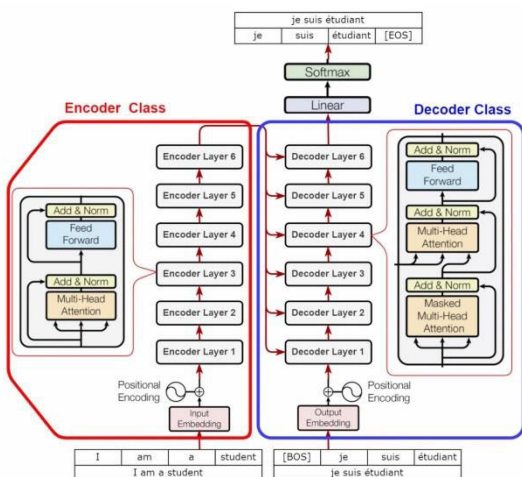 je suis étudiant
je suis étudiant [EOS]
Softmax
Linear
Encoder Class
Decoder Class
Encoder Layer 6
Encoder Layer 5
Encoder Layer 4
Encoder Layer 3
Encoder Layer 2
Encoder Layer 1
Add & Norm
Feed
Forward
Add & Norm
Multi-Head
Attention
Positional
Encoding
Input
Embedding
Decoder Layer 6
Decoder Layer 5
Decoder Layer 4
Decoder Layer 3
Decoder Layer 2
Decoder Layer 1
Add & Norm
Feed
Forward
Add & Norm
Multi-Head
Attention
Add & Norm
Masked
Multi-Head
Attention
Positional
Encoding
Output
Embedding
I am a student
I am a student
[BOS] je suis étudiant
je suis étudiant